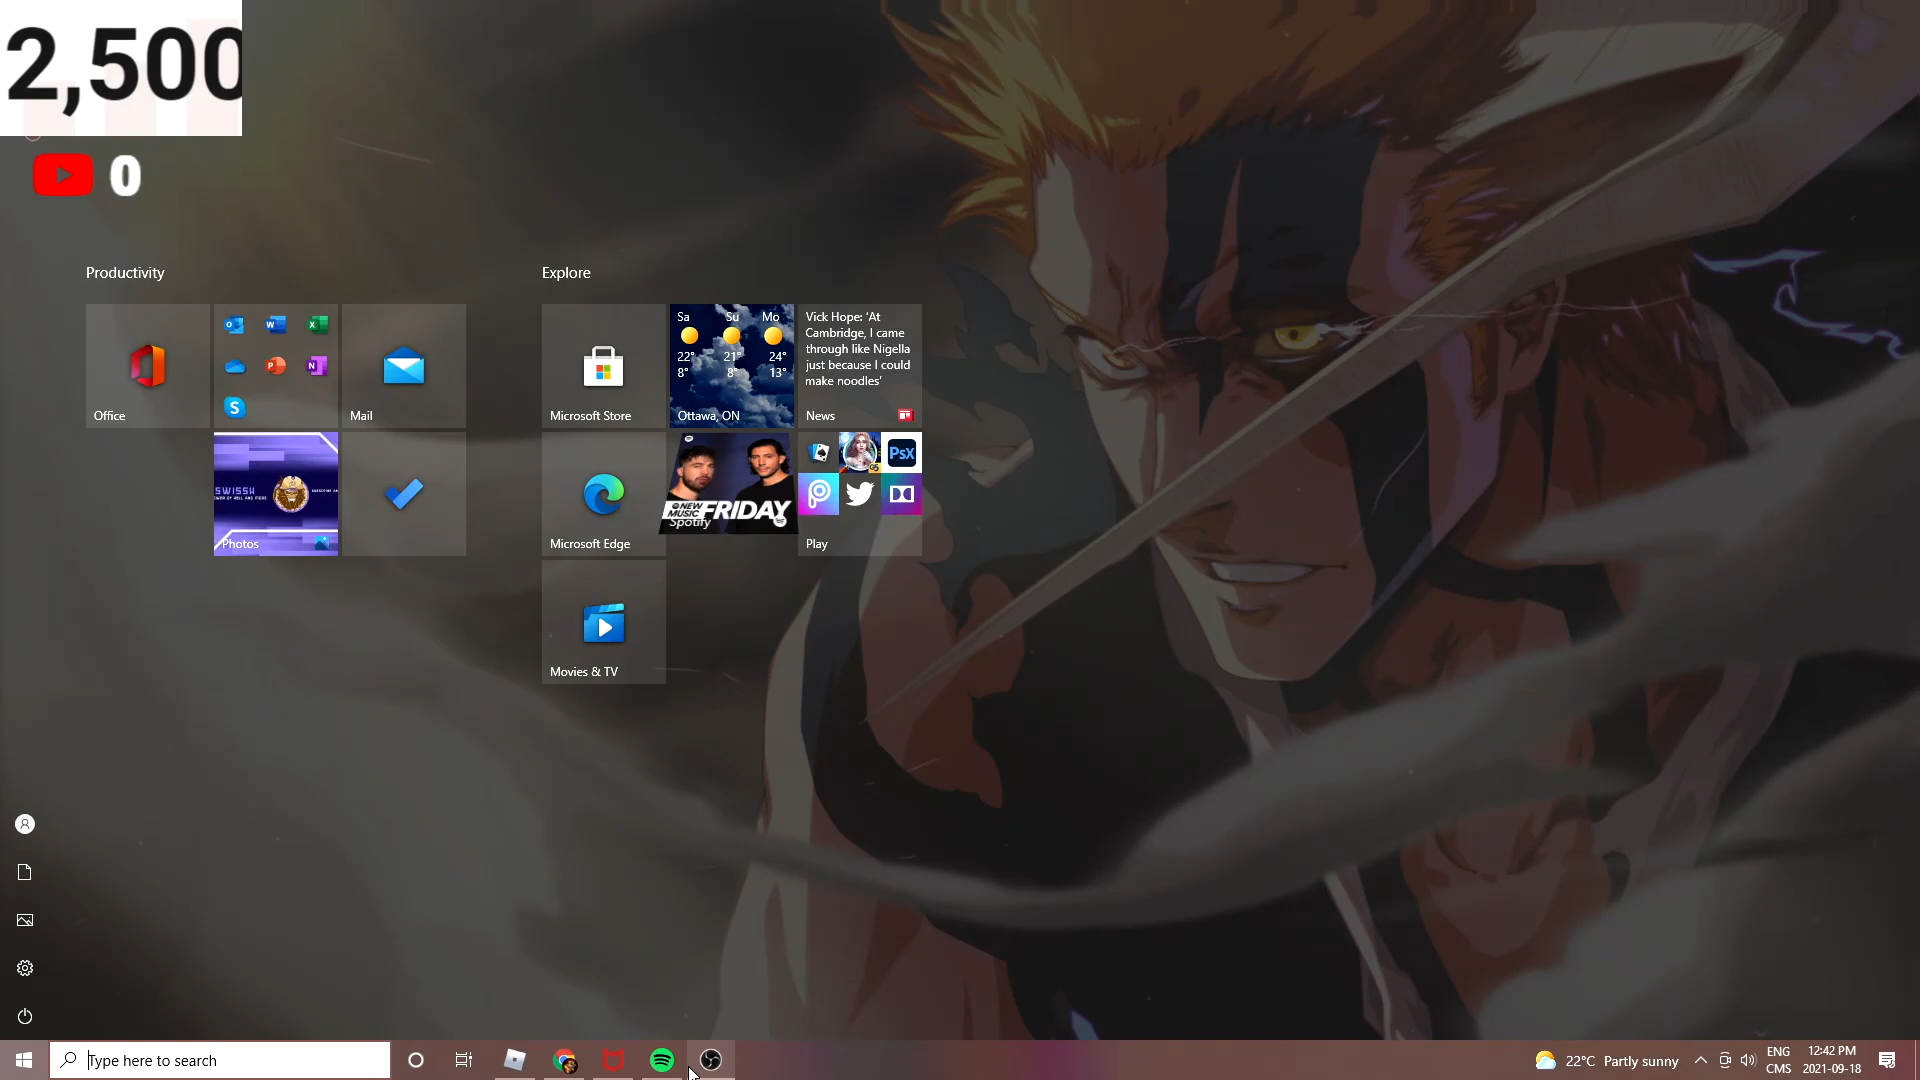 2,500
0
Productivity
Explore
Office
Mail
SWISSH
Photos
Microsoft Store
Sa Su Mo
22° 21° 24°
8° 8° 13°
Ottawa, ON
Vick Hope: ‘At
Cambridge, I came
through like Nigella
just because I could
make noodles’
News
Microsoft Edge
NEW
MUSIC
FRIDAY
Spotify
PsX
Play
Movies & TV
Type here to search
22°C Partly sunny
ENG
CMS
12:42 PM
2021-09-18